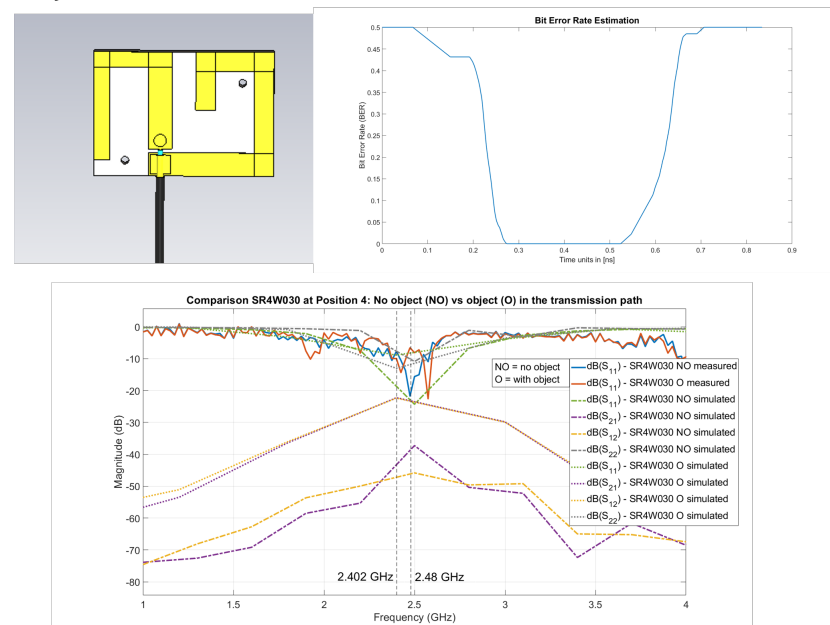 Bit Error Rate Estimation
0.5
0.45
0.4
0.35
0.3
0.25
0.2
0.15
0.1
0.05
0
Bit Error Rate (BER)
0 0.1 0.2 0.3 0.4 0.5 0.6 0.7 0.8 0.9
Time units in [ns]
Comparison SR4W030 at Position 4: No object (NO) vs object (O) in the transmission path
0
-10
-20
-30
-40
-50
-60
-70
-80
Magnitude (dB)
NO = no object
O = with object
dB(S11) - SR4W030 NO measured
dB(S11) - SR4W030 O measured
dB(S11) - SR4W030 NO simulated
dB(S21) - SR4W030 NO simulated
dB(S12) - SR4W030 NO simulated
dB(S22) - SR4W030 NO simulated
dB(S11) - SR4W030 O simulated
dB(S21) - SR4W030 O simulated
dB(S12) - SR4W030 O simulated
dB(S22) - SR4W030 O simulated
2.402 GHz 2.48 GHz
1 1.5 2 2.5 3 3.5 4
Frequency (GHz)